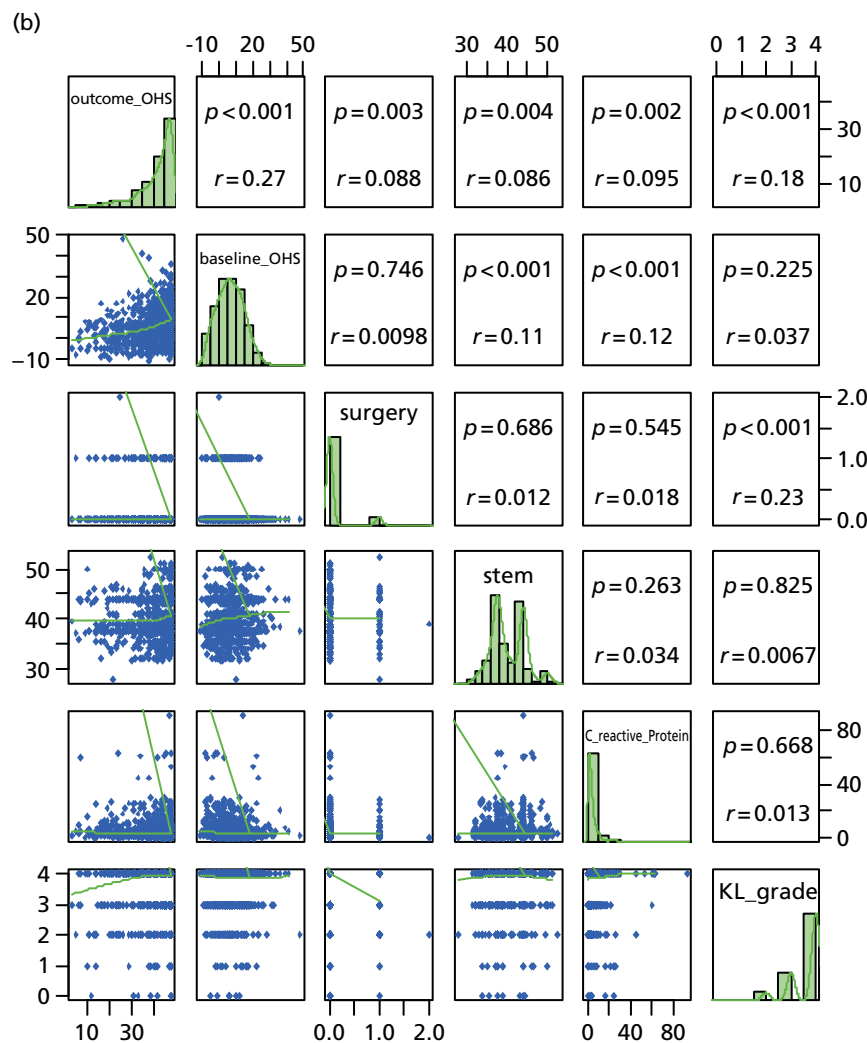 (b)
-10 20 50
30 40 50
0 1 2 3 4
outcome_OHS
p<0.001
r=0.27
p=0.003
r=0.088
p=0.004
r=0.086
p=0.002
r=0.095
p<0.001
r=0.18
30
10
50
20
−10
baseline_OHS
p=0.746
r=0.0098
p<0.001
r=0.11
p<0.001
r=0.12
p=0.225
r=0.037
surgery
p=0.686
r=0.012
p=0.545
r=0.018
p<0.001
r=0.23
2.0
1.0
0.0
50
40
30
stem
p=0.263
r=0.034
p=0.825
r=0.0067
C_reactive_Protein
p=0.668
r=0.013
80
40
0
4
3
2
1
0
KL_grade
10 30
0.0 1.0 2.0
0 40 80